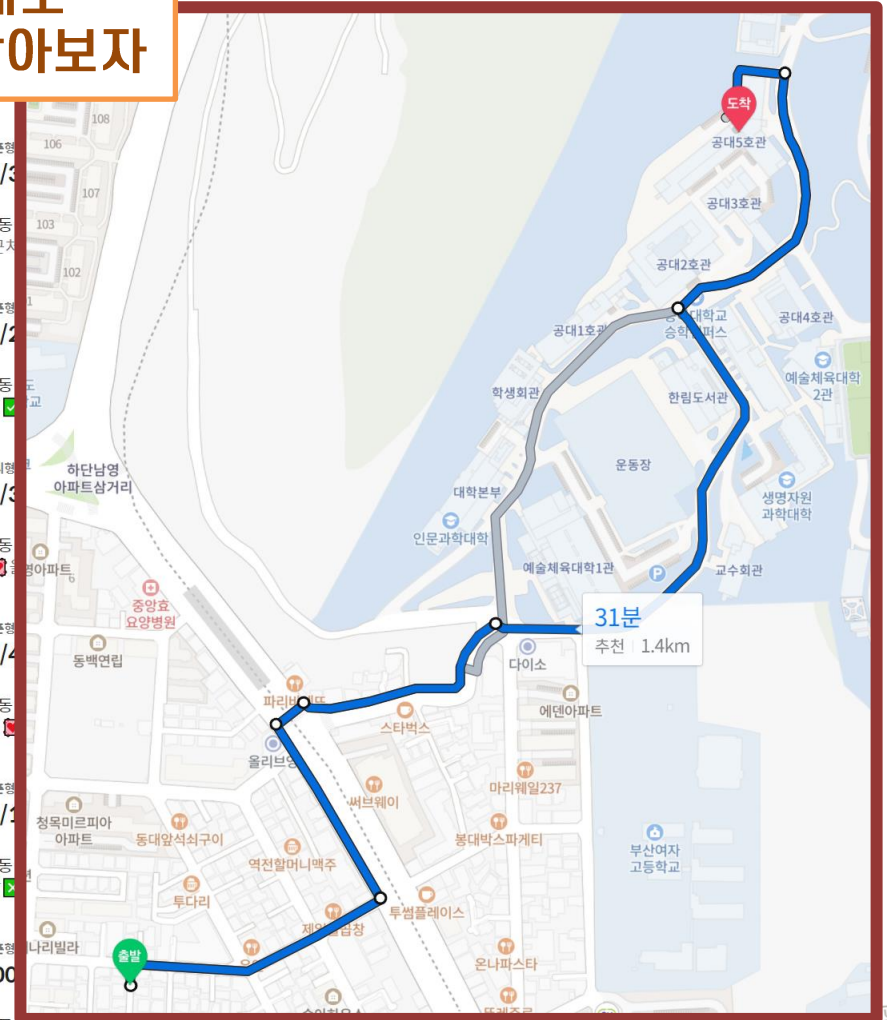 아보자
108
106
107
103
102
도착
공대5호관
공대3호관
공대2호관
공대1호관
공대4호관
승학캠퍼스
예술체육대학
2관
학생회관
한림도서관
운동장
하단남영
아파트삼거리
대학본부
생명자원
과학대학
인문과학대학
예술체육대학1관
P
교수회관
중앙효
요양병원
31분
추천 1.4km
동백연립
다이소
에덴아파트
스타벅스
써브웨이
마리웨일237
청목미르피아
아파트
동대앞석쇠구이
봉대박스파게티
부산여자
고등학교
역전할머니맥주
투다리
투썸플레이스
출발
온나파스타